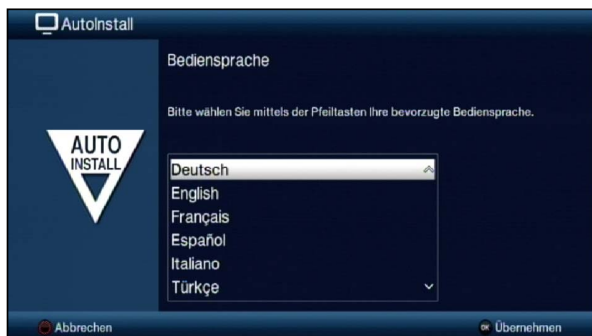 AutoInstall
Bediensprache
Bitte wählen Sie mittels der Pfeiltasten Ihre bevorzugte Bediensprache.
AUTO
INSTALL
Deutsch
English
Français
Español
Italiano
Türkçe
Abbrechen
OK Übernehmen